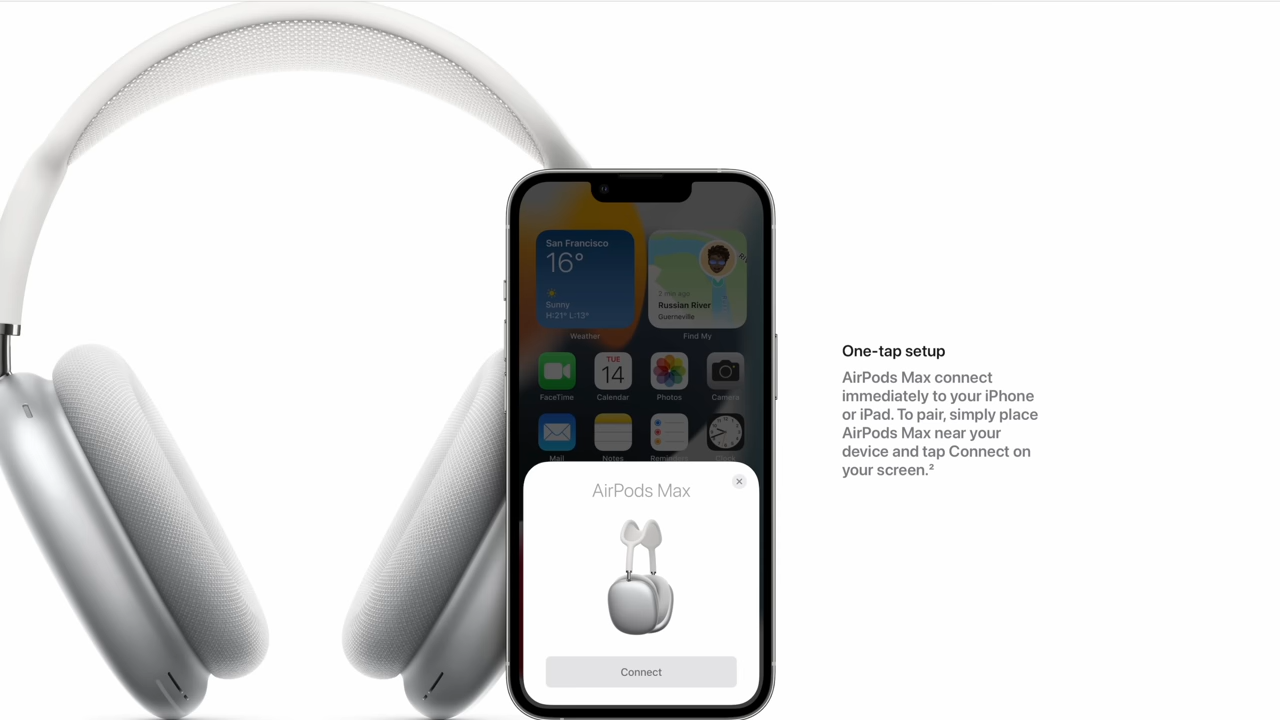 San Francisco
16°
Sunny
H:21° L:13°
Weather
2 min ago
Russian River
Guerneville
Find My
FaceTime
TUE
14
Calendar
Photos
Camera
Mail
Notes
Reminders
Clock
AirPods Max
Connect
One-tap setup
AirPods Max connect
immediately to your iPhone
or iPad. To pair, simply place
AirPods Max near your
device and tap Connect on
your screen.²